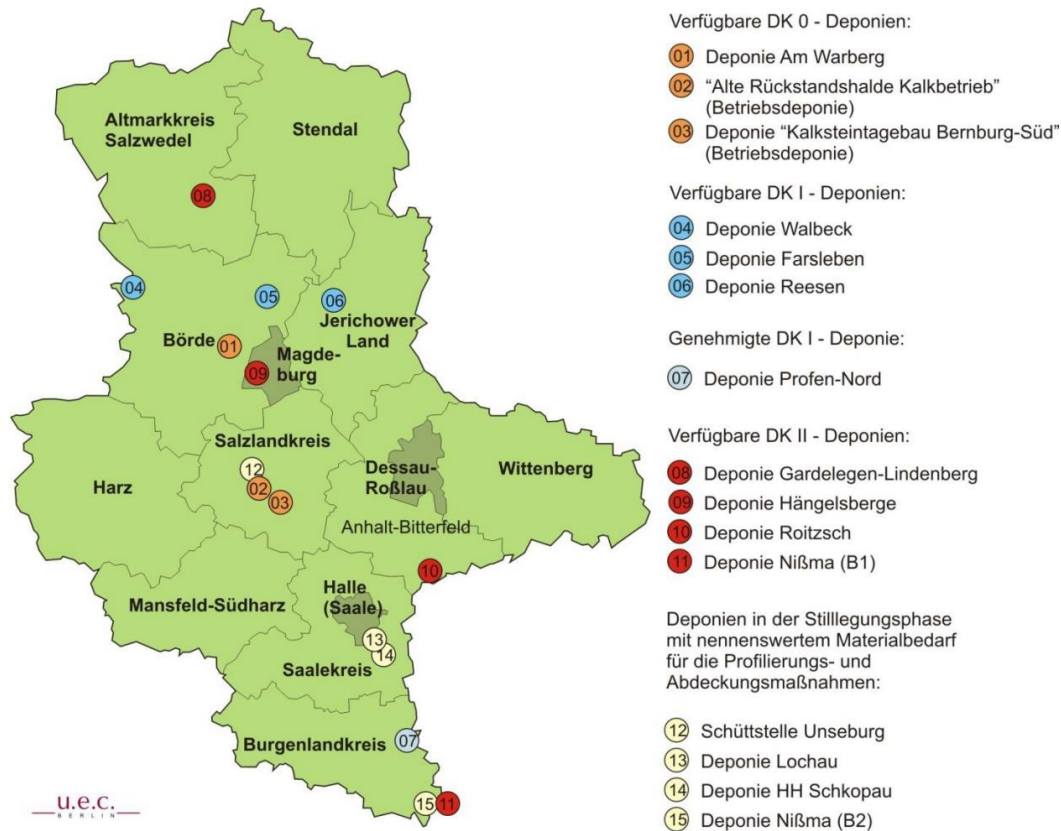 Altmarkkreis
Salzwedel
Stendal
08
04
05
06
Jerichower
Land
Börde
01
Magde-
burg
09
Salzlandkreis
12
02
03
Harz
Dessau-
Roßlau
Wittenberg
Anhalt-Bitterfeld
10
Mansfeld-Südharz
Halle
(Saale)
13
14
Saalekreis
Burgenlandkreis
07
15
11
u.e.c.
BERLIN
Verfügbare DK 0 - Deponien:
01 Deponie Am Warberg
02 “Alte Rückstandshalde Kalkbetrieb”
(Betriebsdeponie)
03 Deponie “Kalksteintagebau Bernburg-Süd”
(Betriebsdeponie)
Verfügbare DK I - Deponien:
04 Deponie Walbeck
05 Deponie Farsleben
06 Deponie Reesen
Genehmigte DK I - Deponie:
07 Deponie Profen-Nord
Verfügbare DK II - Deponien:
08 Deponie Gardelegen-Lindenberg
09 Deponie Hängelsberge
10 Deponie Roitzsch
11 Deponie Nißma (B1)
Deponien in der Stilllegungsphase
mit nennenswertem Materialbedarf
für die Profilierungs- und
Abdeckungsmaßnahmen:
12 Schüttstelle Unseburg
13 Deponie Lochau
14 Deponie HH Schkopau
15 Deponie Nißma (B2)